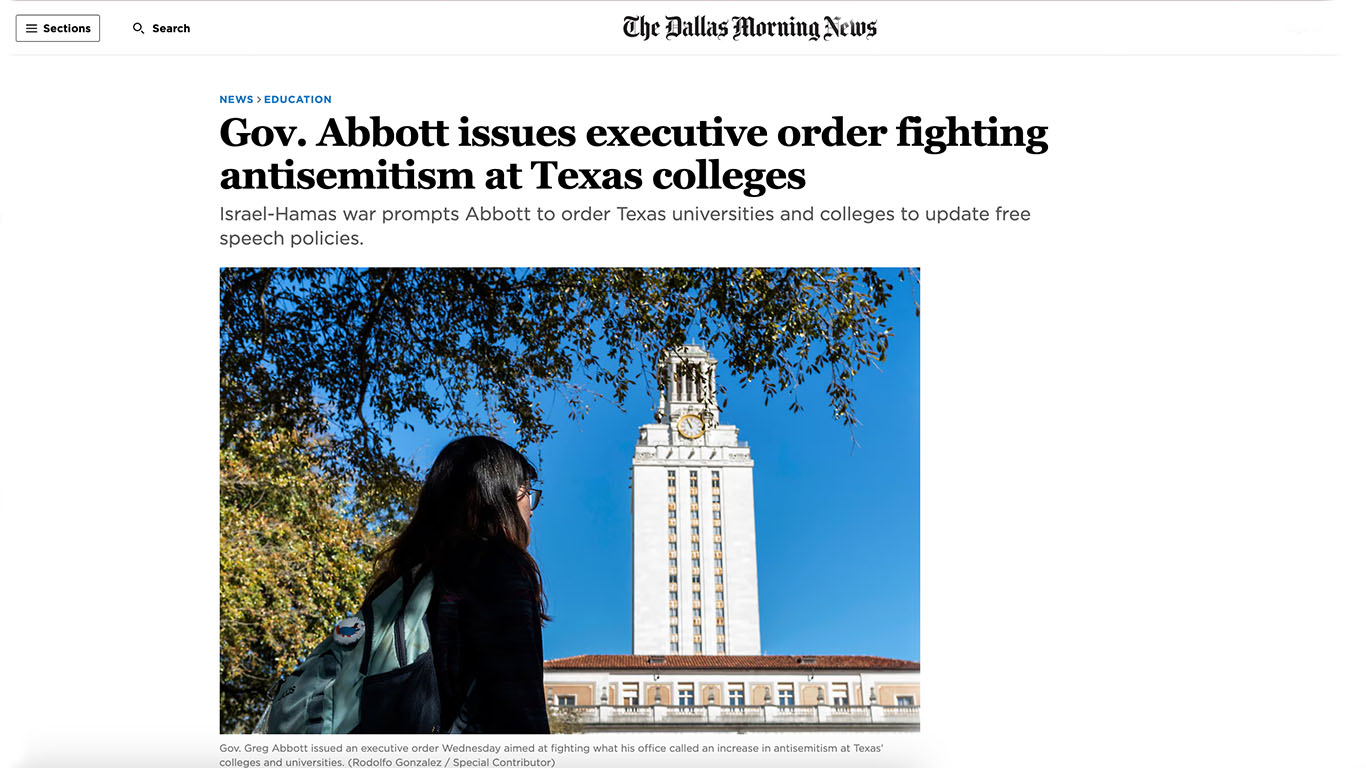 Sections
Search
The Dallas Morning News
NEWS > EDUCATION
Gov. Abbott issues executive order fighting
antisemitism at Texas colleges
Israel-Hamas war prompts Abbott to order Texas universities and colleges to update free
speech policies.
Gov. Greg Abbott issued an executive order Wednesday aimed at fighting what his office called an increase in antisemitism at Texas’
colleges and universities. (Rodolfo Gonzalez / Special Contributor)